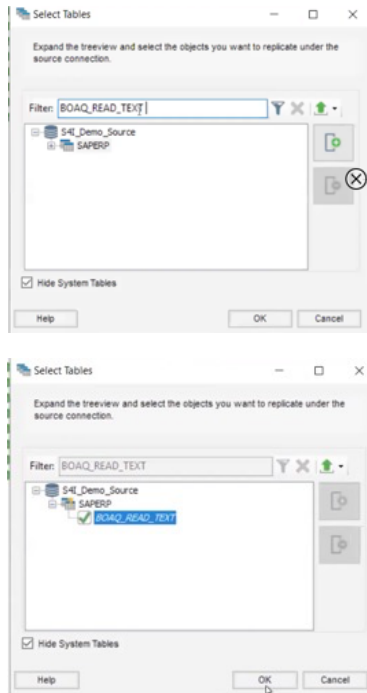 Select Tables
Expand the treeview and select the objects you want to replicate under the
source connection.
Filter: BOAQ_READ_TEXT
S4I_Demo_Source
SAPERP
Hide System Tables
Help OK Cancel
Select Tables
Expand the treeview and select the objects you want to replicate under the
source connection.
Filter: BOAQ_READ_TEXT
S4I_Demo_Source
SAPERP
BOAQ_READ_TEXT
Hide System Tables
Help OK Cancel